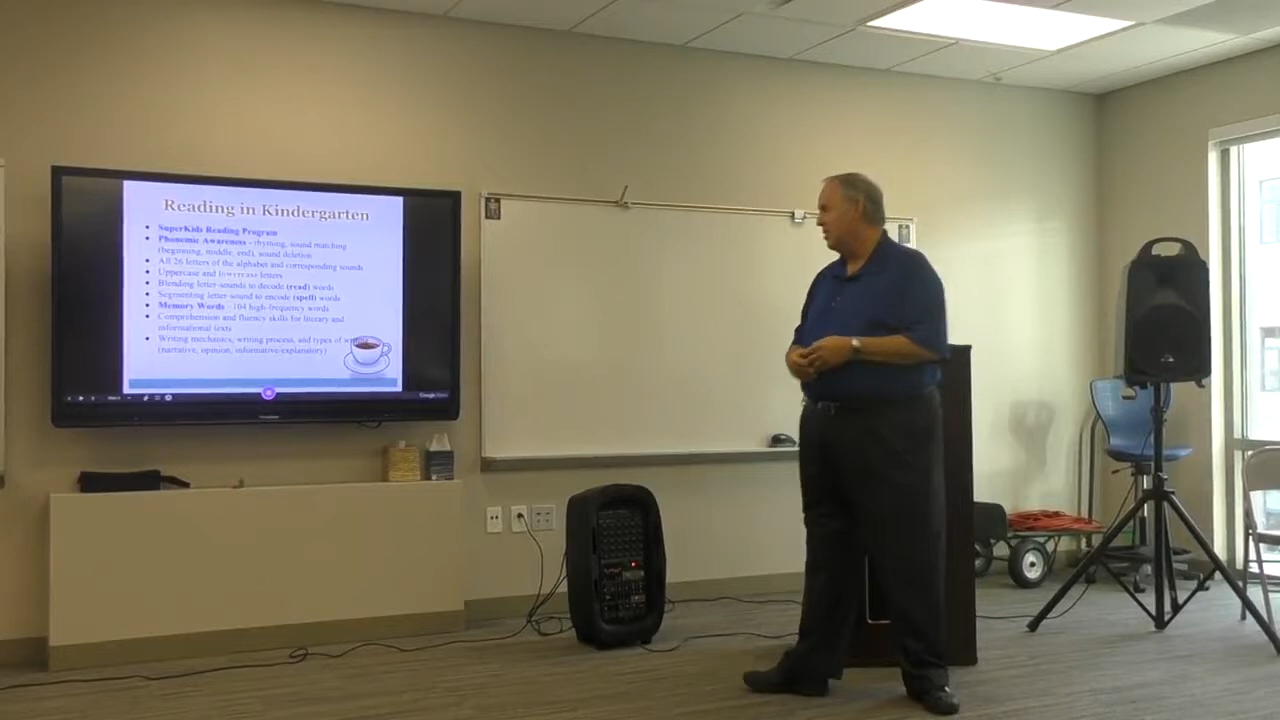 Reading in Kindergarten
SuperKids Reading Program
Phonemic Awareness - rhyming, sound matching
(beginning, middle, end), sound deletion
All 26 letters of the alphabet and corresponding sounds
Uppercase and lowercase letters
Blending letter-sounds to decode (read) words
Segmenting letter-sound to encode (spell) words
Memory Words - 104 high-frequency words
Comprehension and fluency skills for literary and
informational texts
Writing mechanics, writing process, and types of
(narrative, opinion, informative/explanatory)
Google